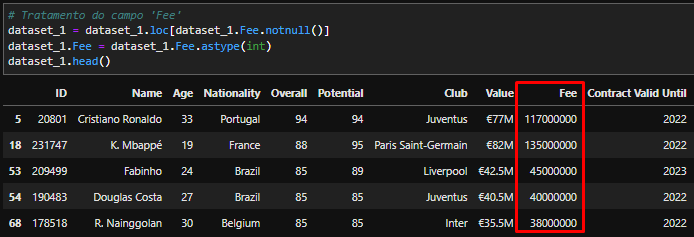 # Tratamento do campo 'Fee'
dataset_1 = dataset_1.loc[dataset_1.Fee.notnull()]
dataset_1.Fee = dataset_1.Fee.astype(int)
dataset_1.head()
ID Name Age Nationality Overall Potential Club Value Fee Contract Valid Until
5 20801 Cristiano Ronaldo 33 Portugal 94 94 Juventus €77M 117000000 2022
18 231747 K. Mbappé 19 France 88 95 Paris Saint-Germain €82M 135000000 2022
53 209499 Fabinho 24 Brazil 85 89 Liverpool €42.5M 45000000 2023
54 190483 Douglas Costa 27 Brazil 85 85 Juventus €40.5M 40000000 2022
68 178518 R. Nainggolan 30 Belgium 85 85 Inter €35.5M 38000000 2022